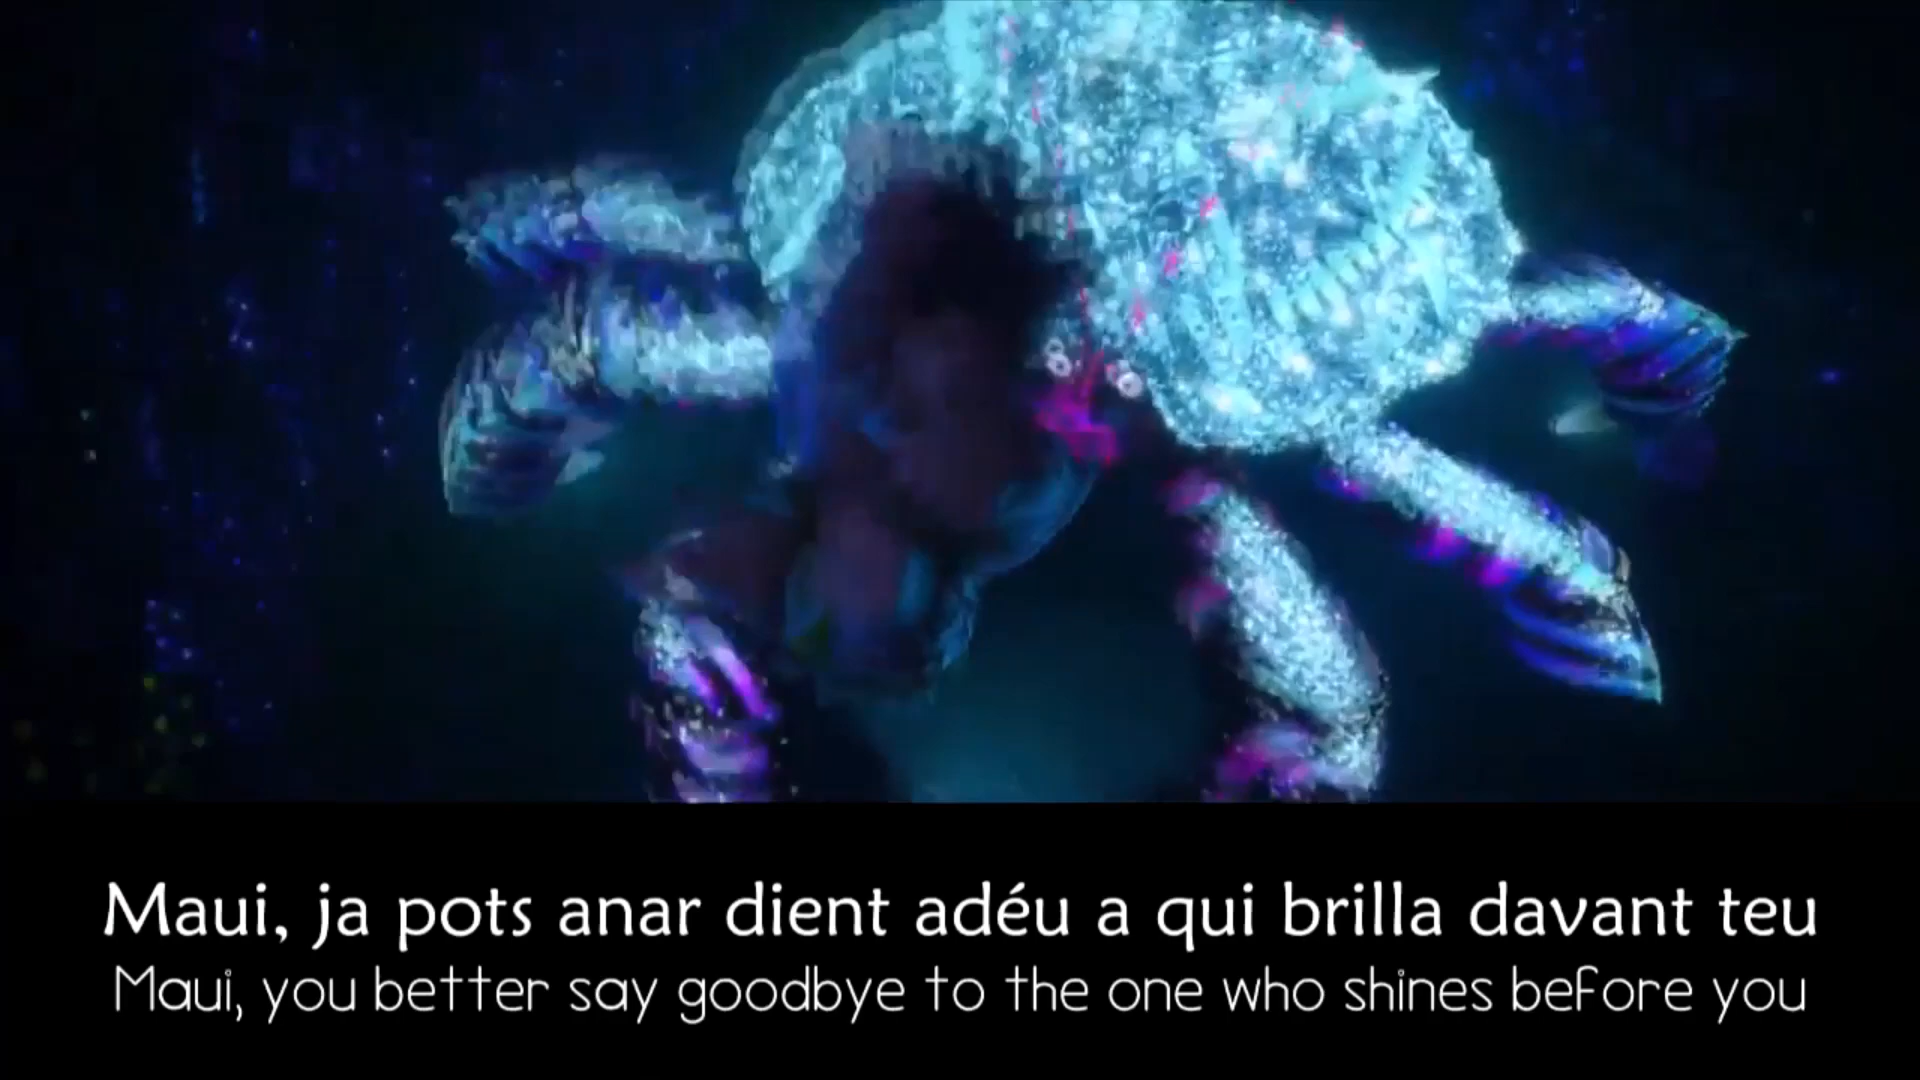 Maui, ja pots anar dient adéu a qui brilla davant teu
Maui, you better say goodbye to the one who shines before you